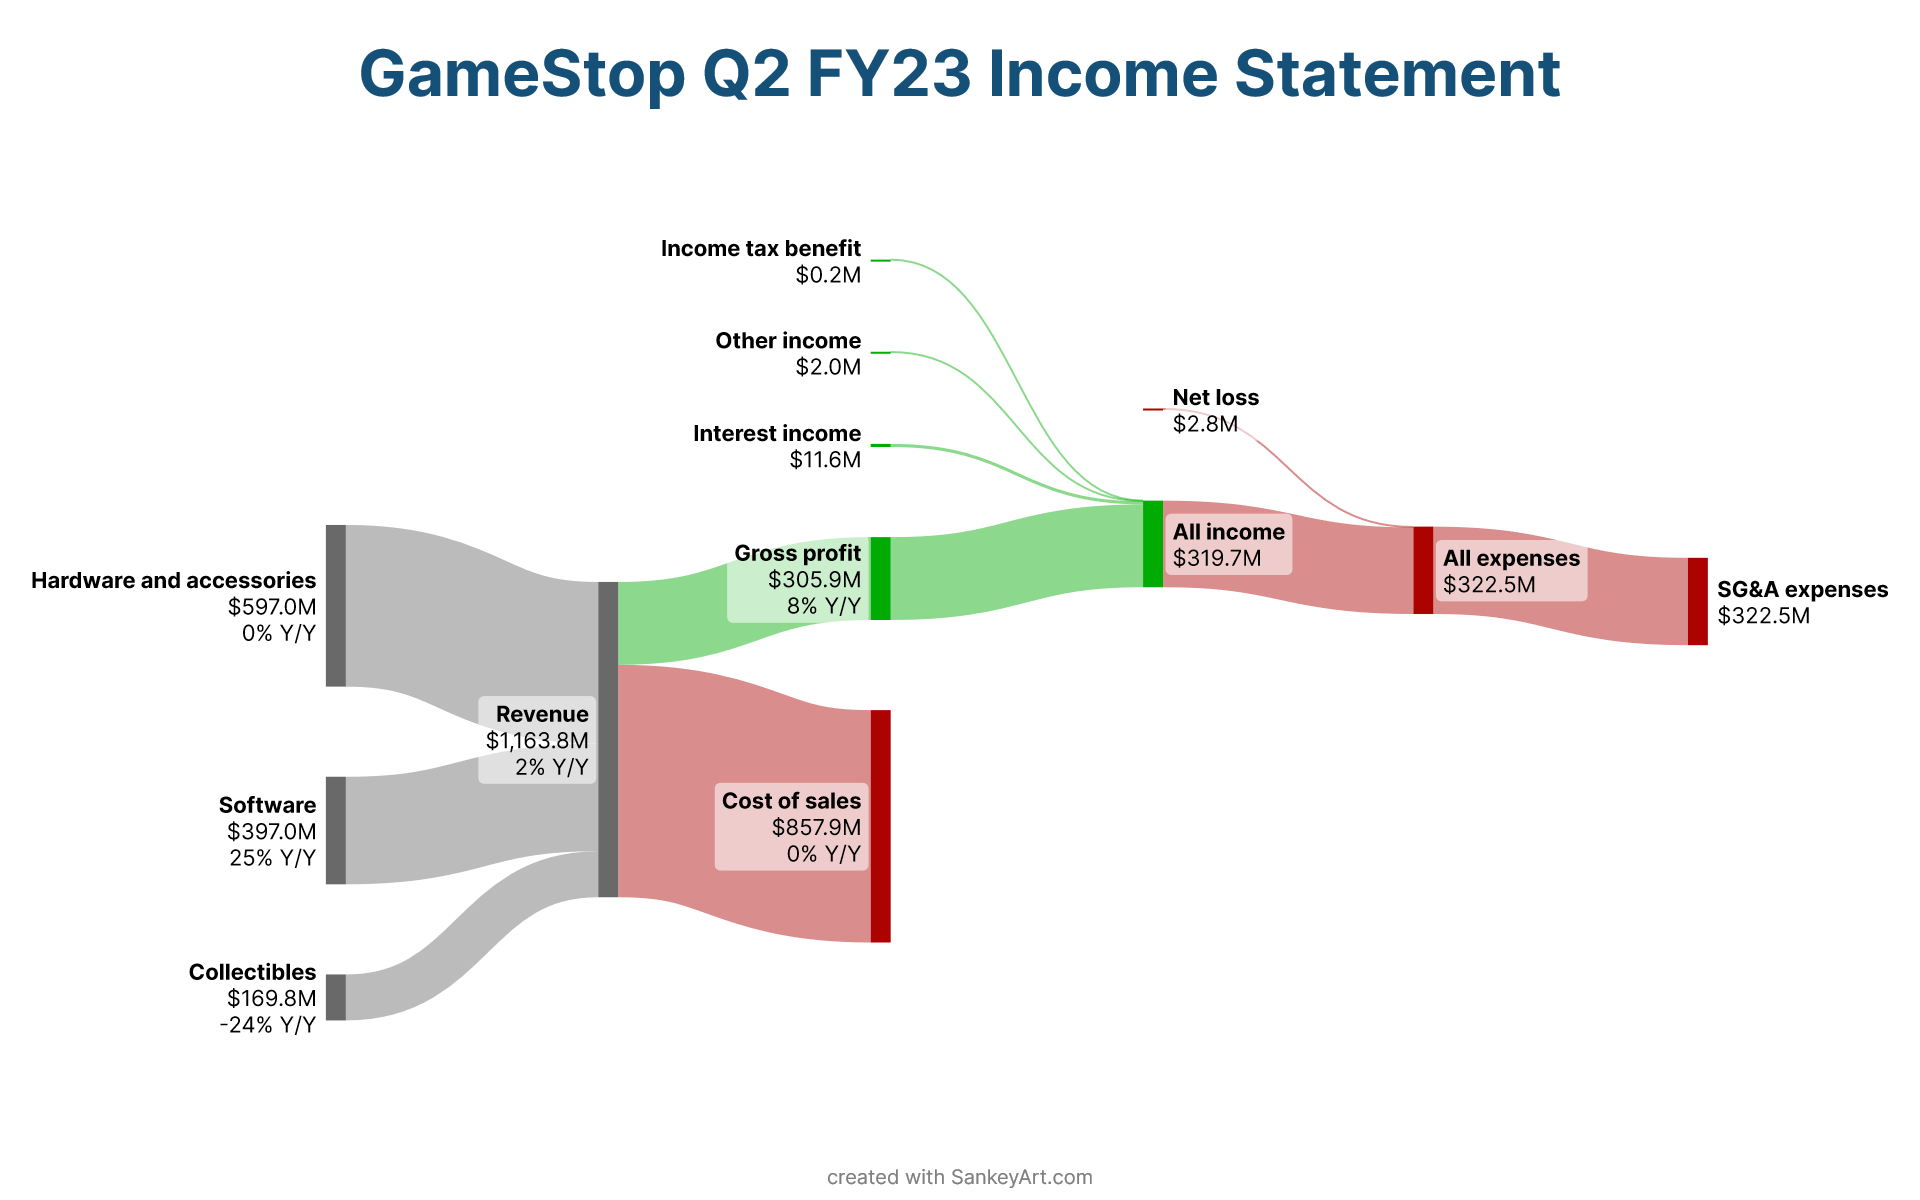 GameStop Q2 FY23 Income Statement
Income tax benefit
$0.2M
Other income
$2.0M
Interest income
$11.6M
Net loss
$2.8M
Hardware and accessories
$597.0M
0% Y/Y
Gross profit
$305.9M
8% Y/Y
All income
$319.7M
All expenses
$322.5M
SG&A expenses
$322.5M
Revenue
$1,163.8M
2% Y/Y
Software
$397.0M
25% Y/Y
Cost of sales
$857.9M
0% Y/Y
Collectibles
$169.8M
-24% Y/Y
created with SankeyArt.com